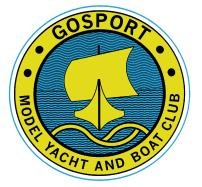 GOSPORT
MODEL YACHT AND BOAT CLUB